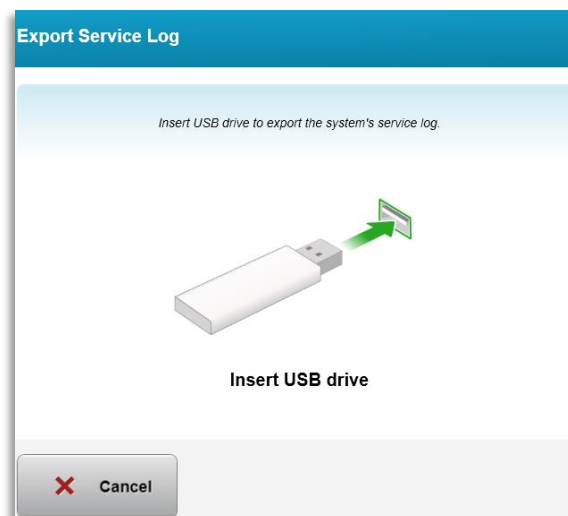 Export Service Log
Insert USB drive to export the system's service log.
Insert USB drive
Cancel